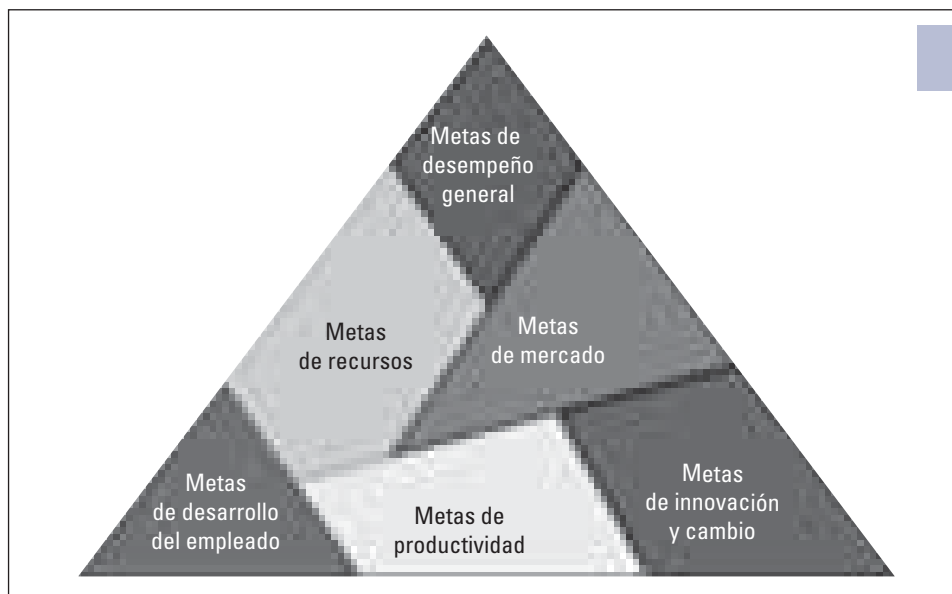 Metas de
desempeño
general
Metas
de recursos
Metas
de mercado
Metas
de desarrollo
del empleado
Metas de
productividad
Metas
de innovación
y cambio